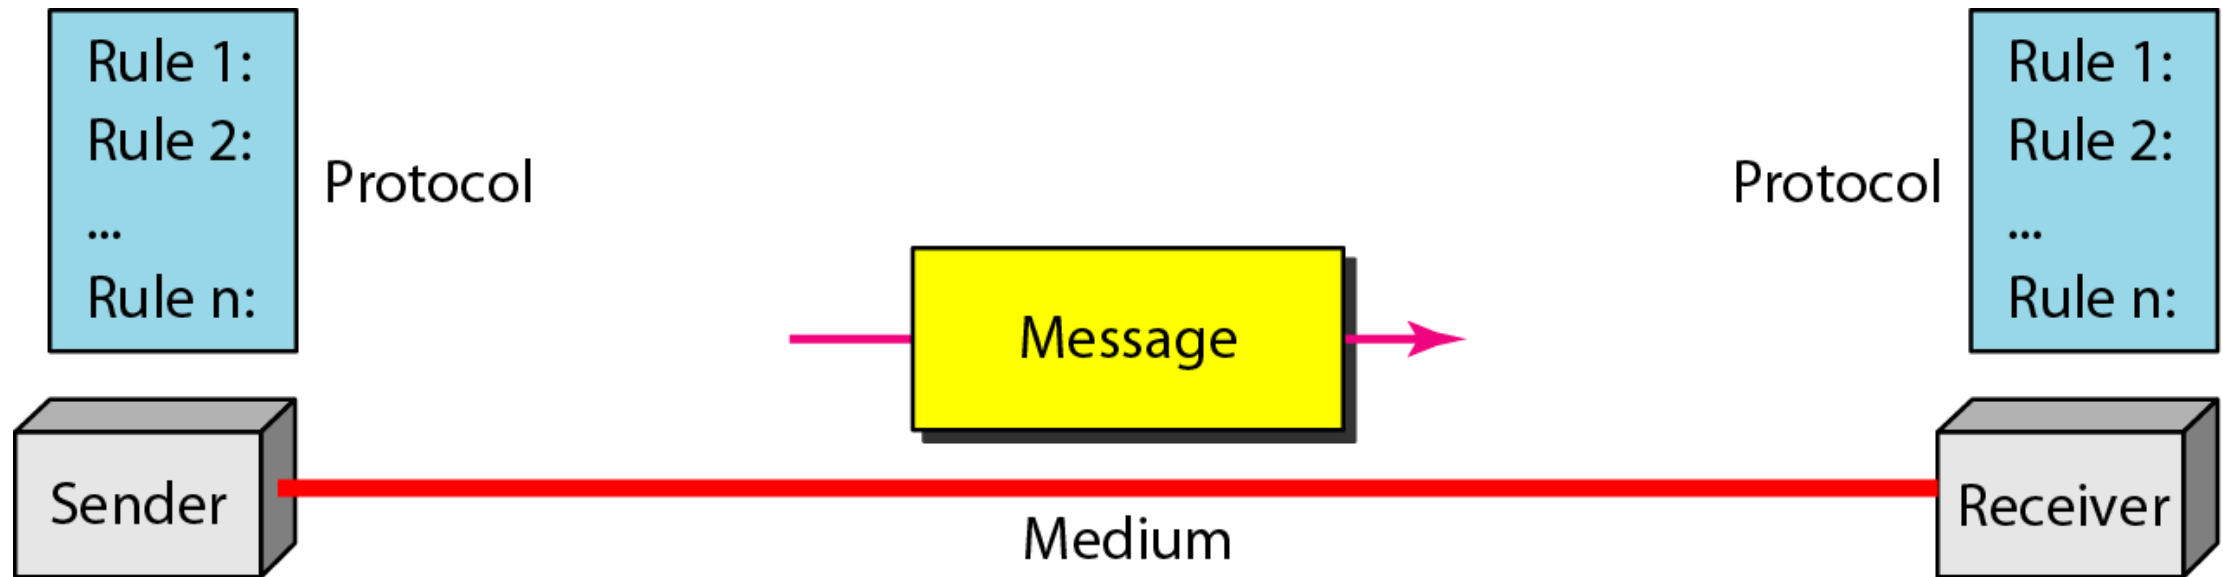 Rule 1:
Rule 2:
...
Rule n:
Protocol
Message
Protocol
Rule 1:
Rule 2:
...
Rule n:
Sender
Medium
Receiver